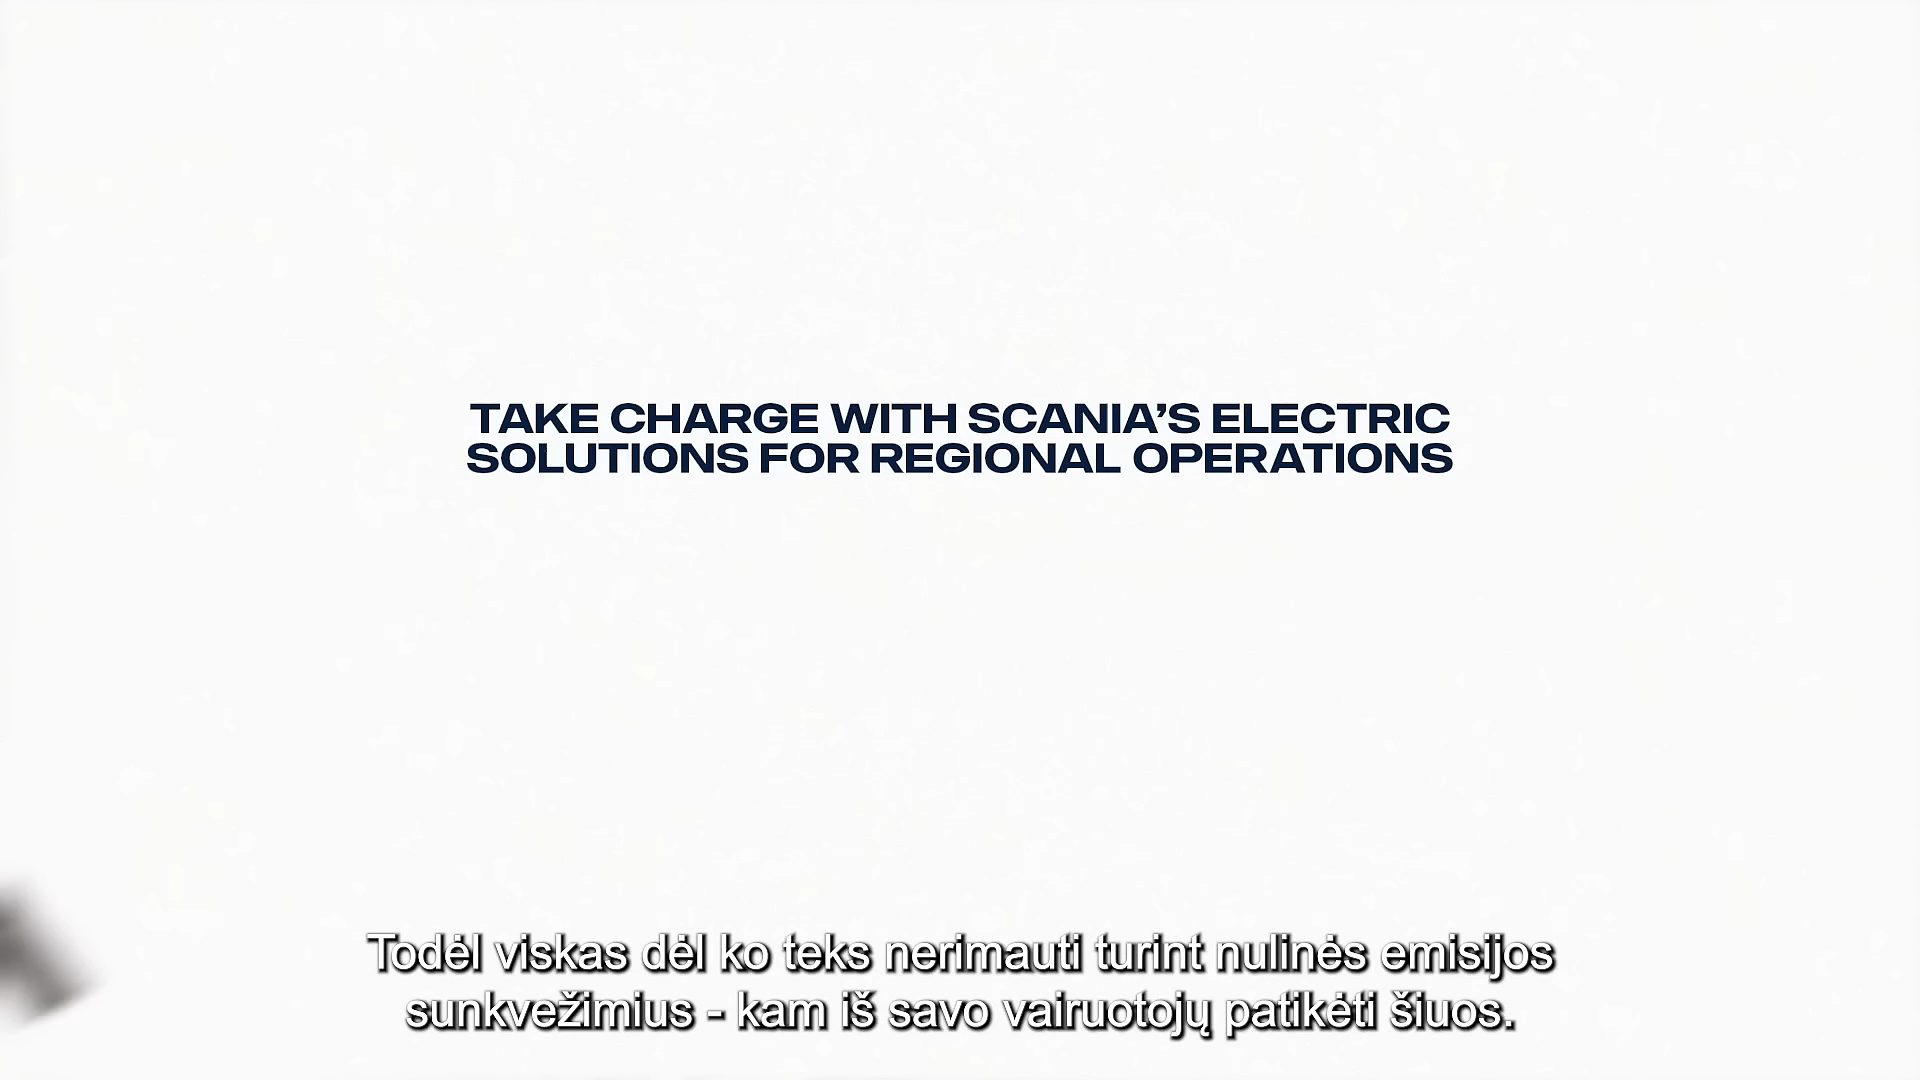 TAKE CHARGE WITH SCANIA’S ELECTRIC
SOLUTIONS FOR REGIONAL OPERATIONS
Todėl viskas dėl ko teks nerimauti turint nulinės emisijos
sunkvežimius - kam iš savo vairuotojų patikėti šiuos.